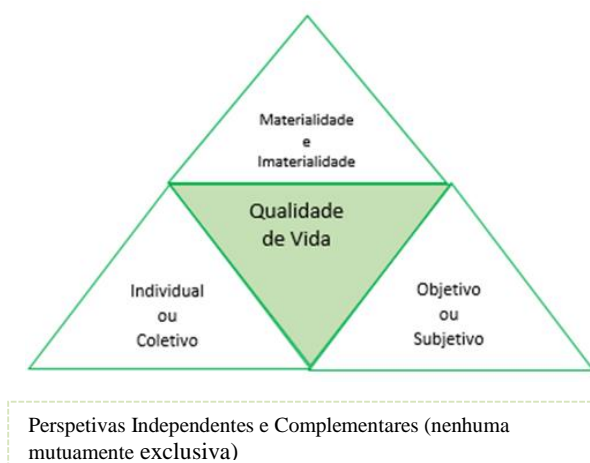 Materialidade
e
Imaterialidade
Qualidade
de Vida
Individual
ou
Coletivo
Objetivo
ou
Subjetivo
Perspetivas Independentes e Complementares (nenhuma
mutuamente exclusiva)